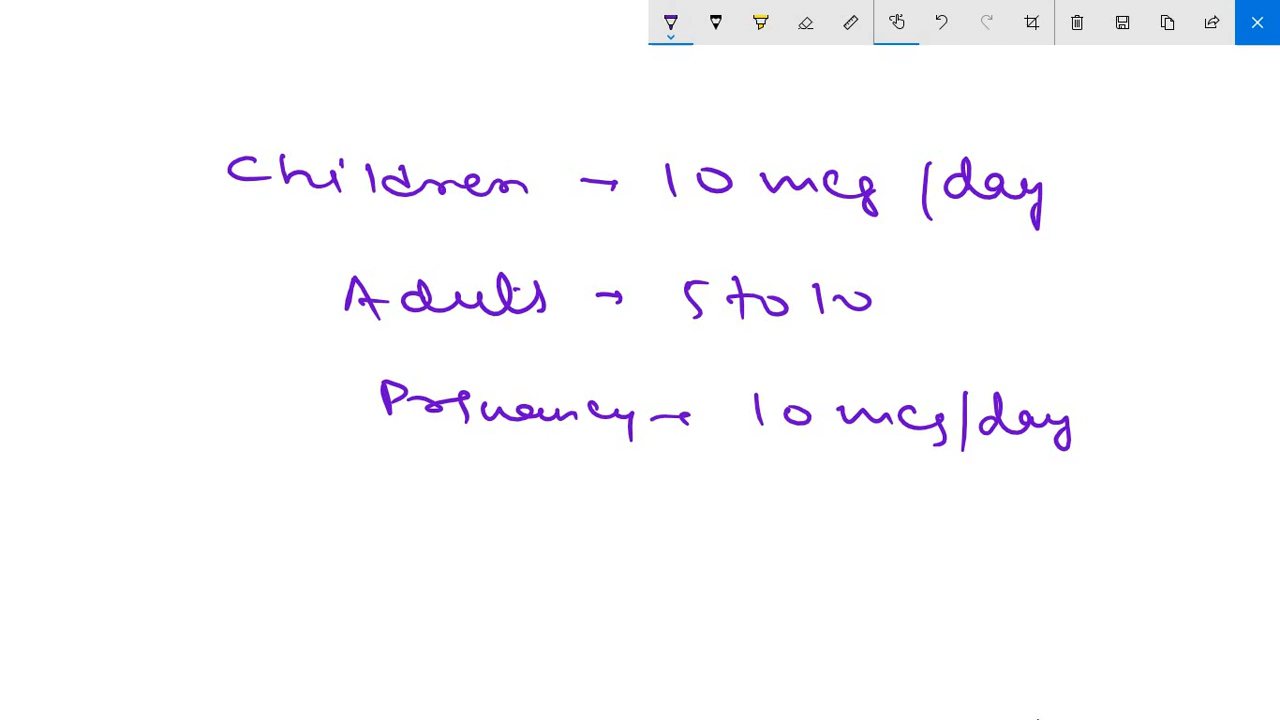 Children → 10 mcg /day
Adults → 5 to 10
Pregnancy → 10 mcg/day